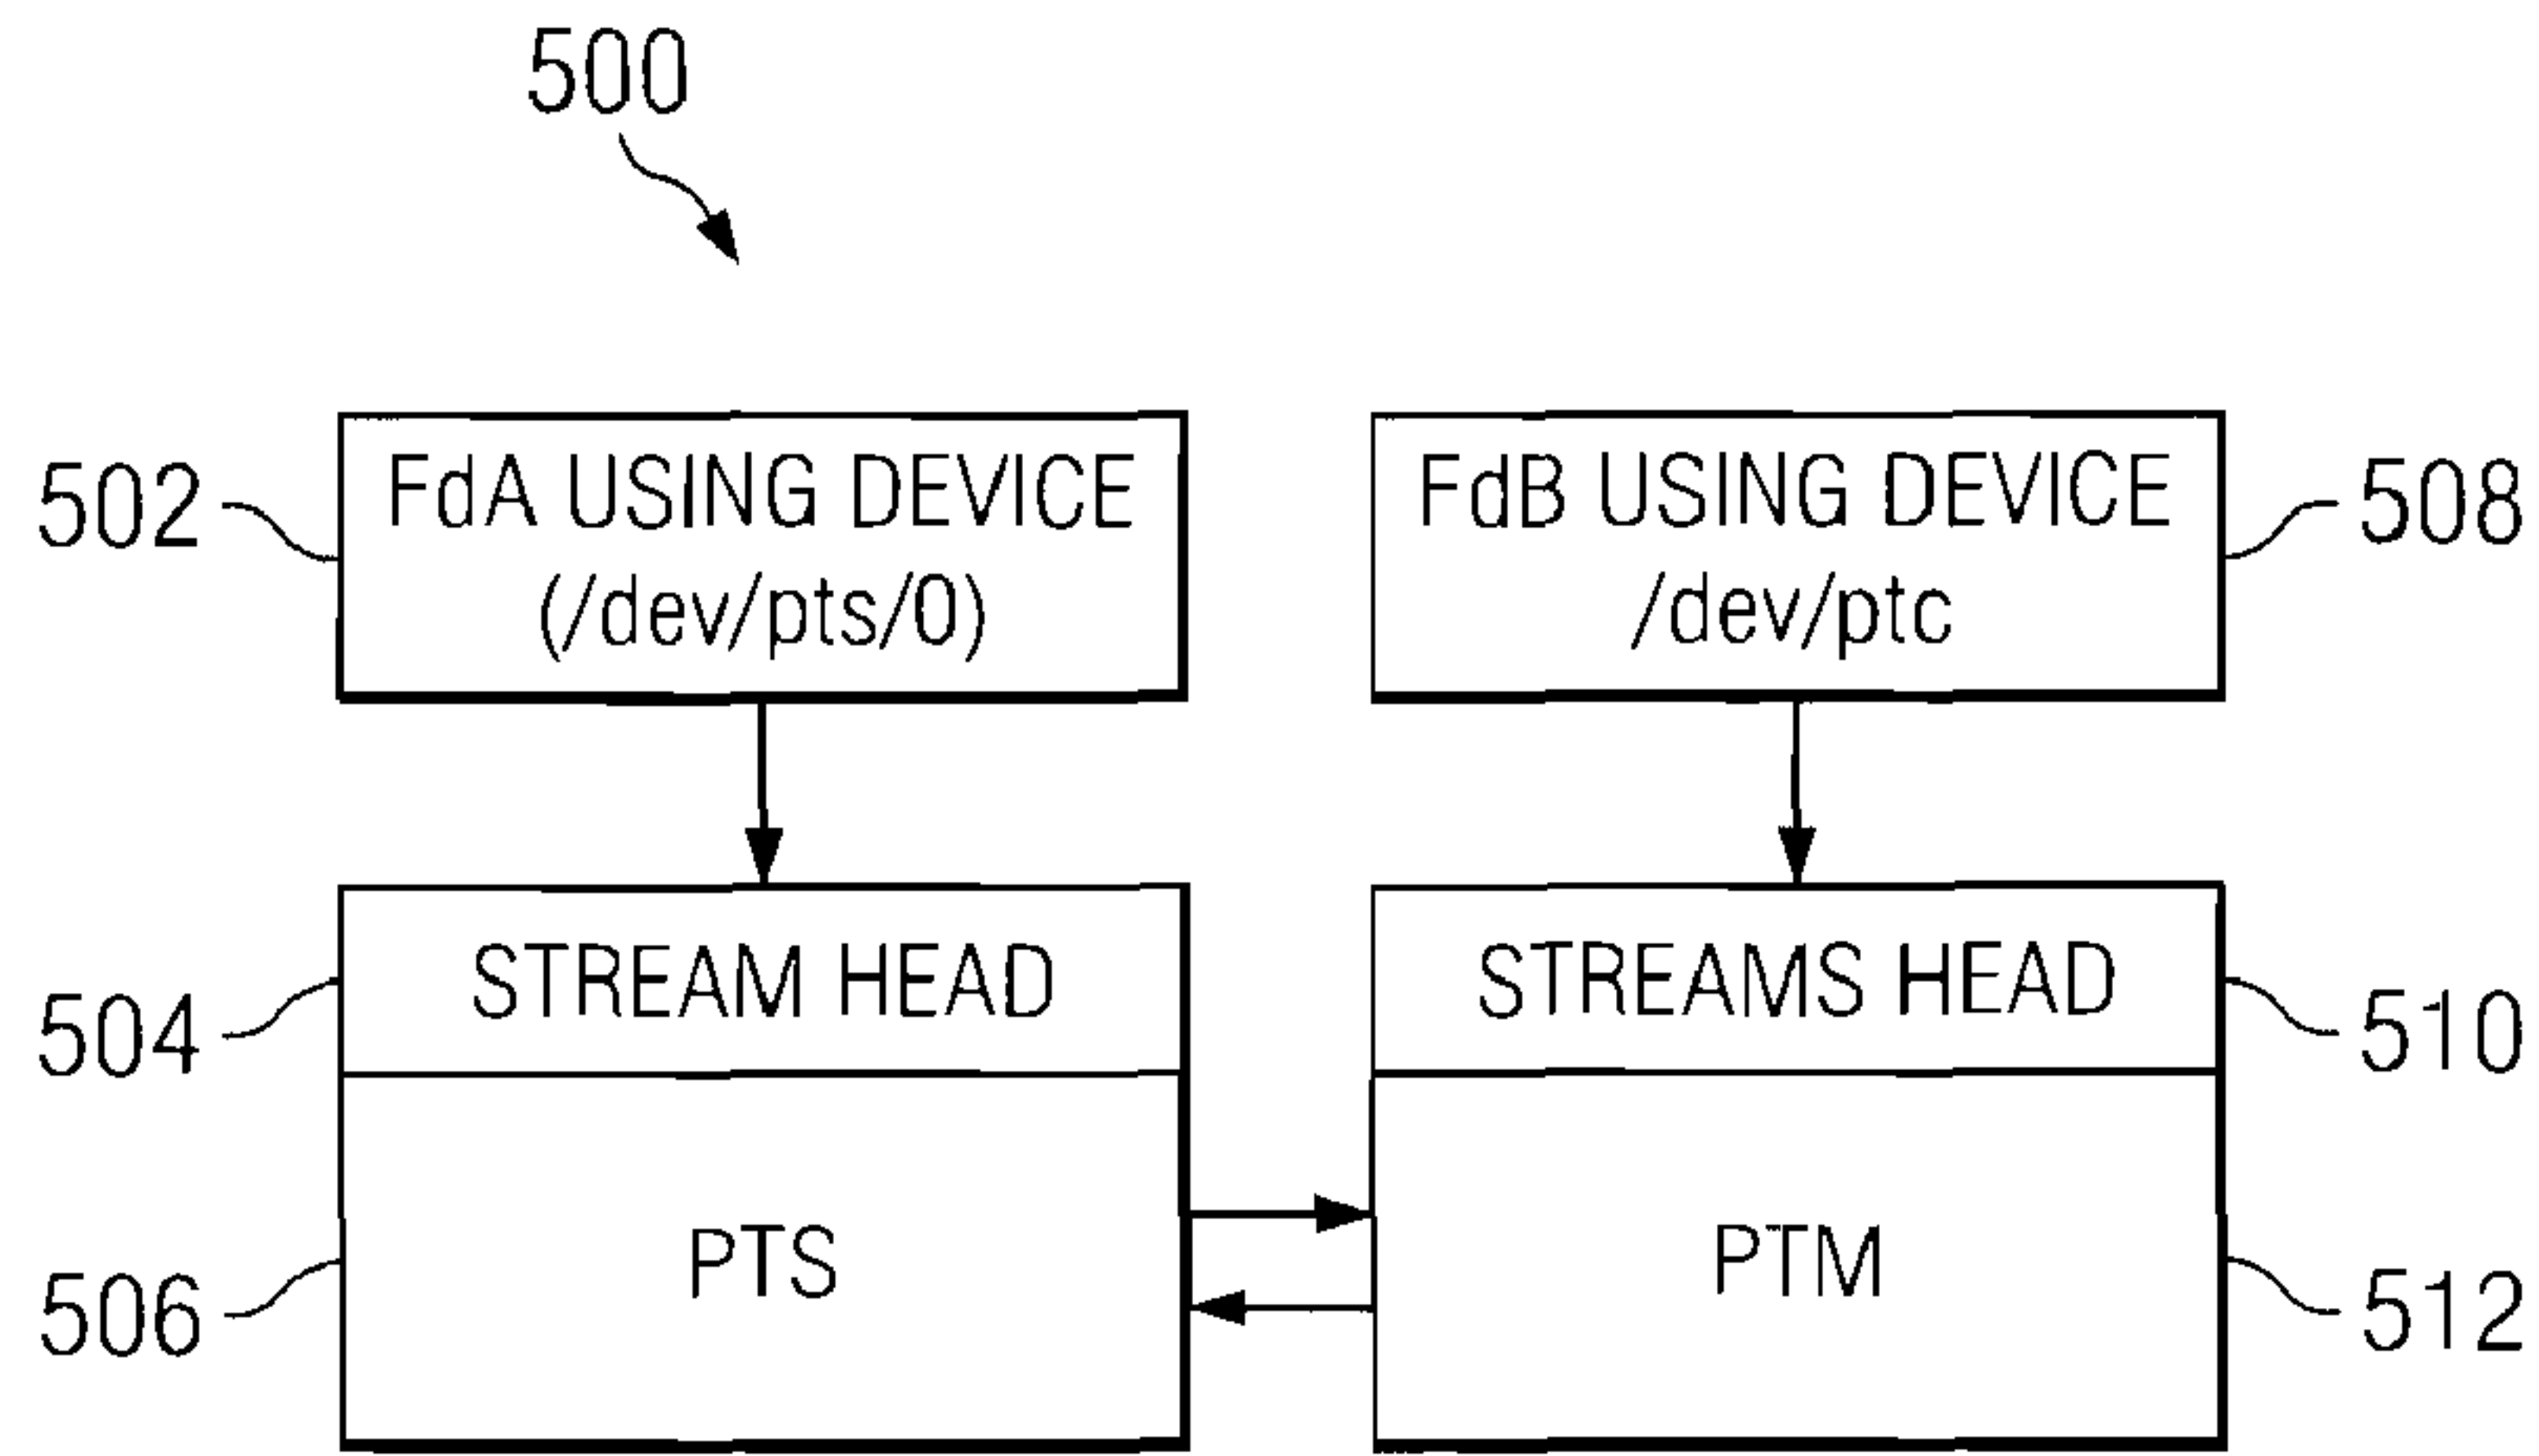 500
502
FdA USING DEVICE
(/dev/pts/0)
FdB USING DEVICE
/dev/ptc
508
504
STREAM HEAD
STREAMS HEAD
510
506
PTS
PTM
512